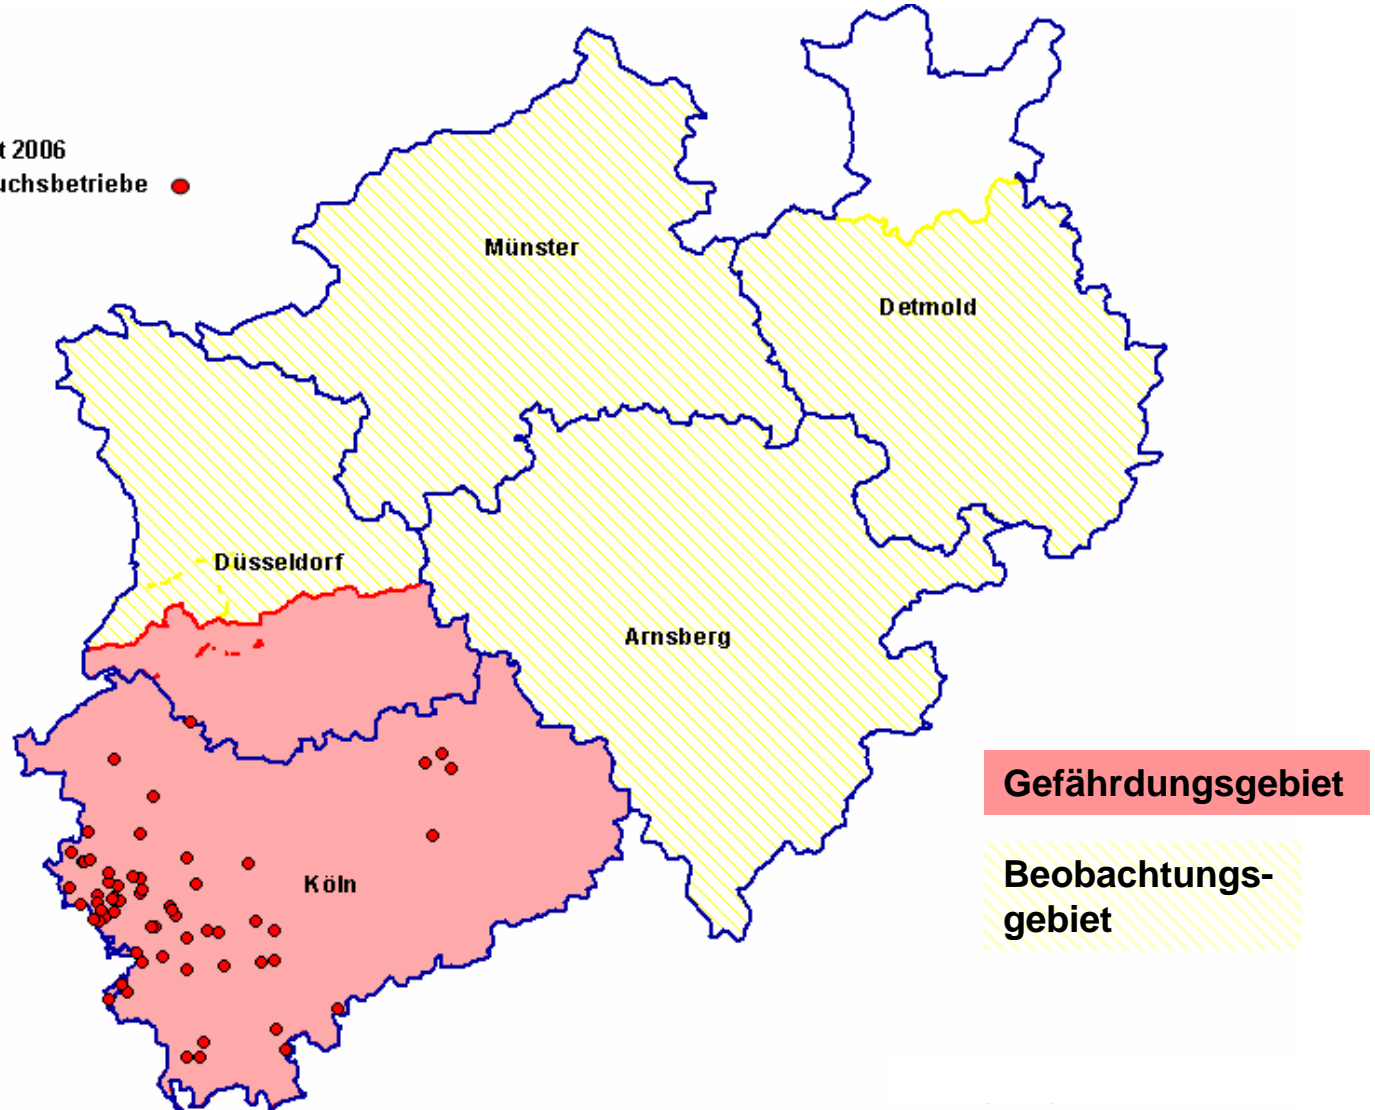 t 2006
uchsbetriebe
Münster
Detmold
Düsseldorf
Arnsberg
Köln
Gefährdungsgebiet
Beobachtungs-
gebiet